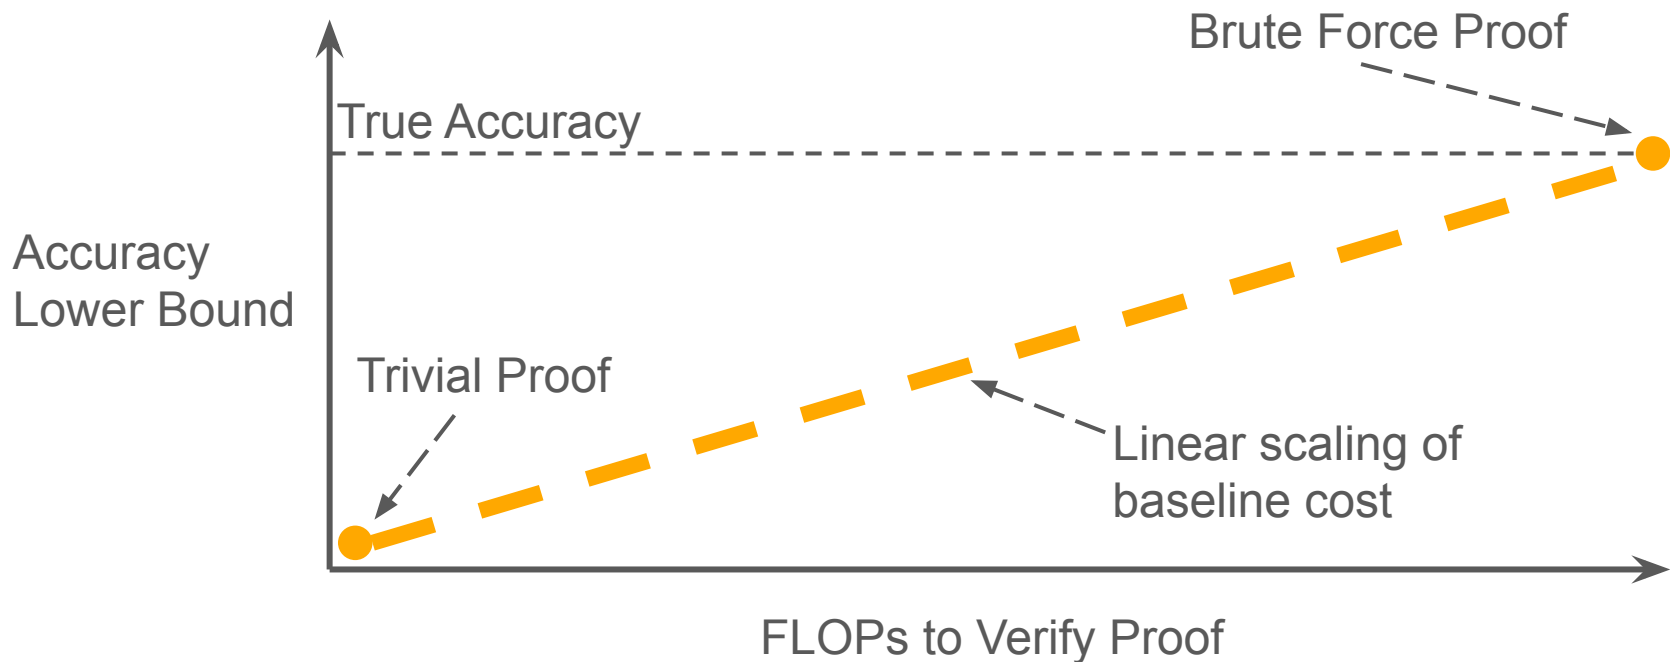 Brute Force Proof
True Accuracy
Accuracy
Lower Bound
Trivial Proof
Linear scaling of
baseline cost
FLOPs to Verify Proof